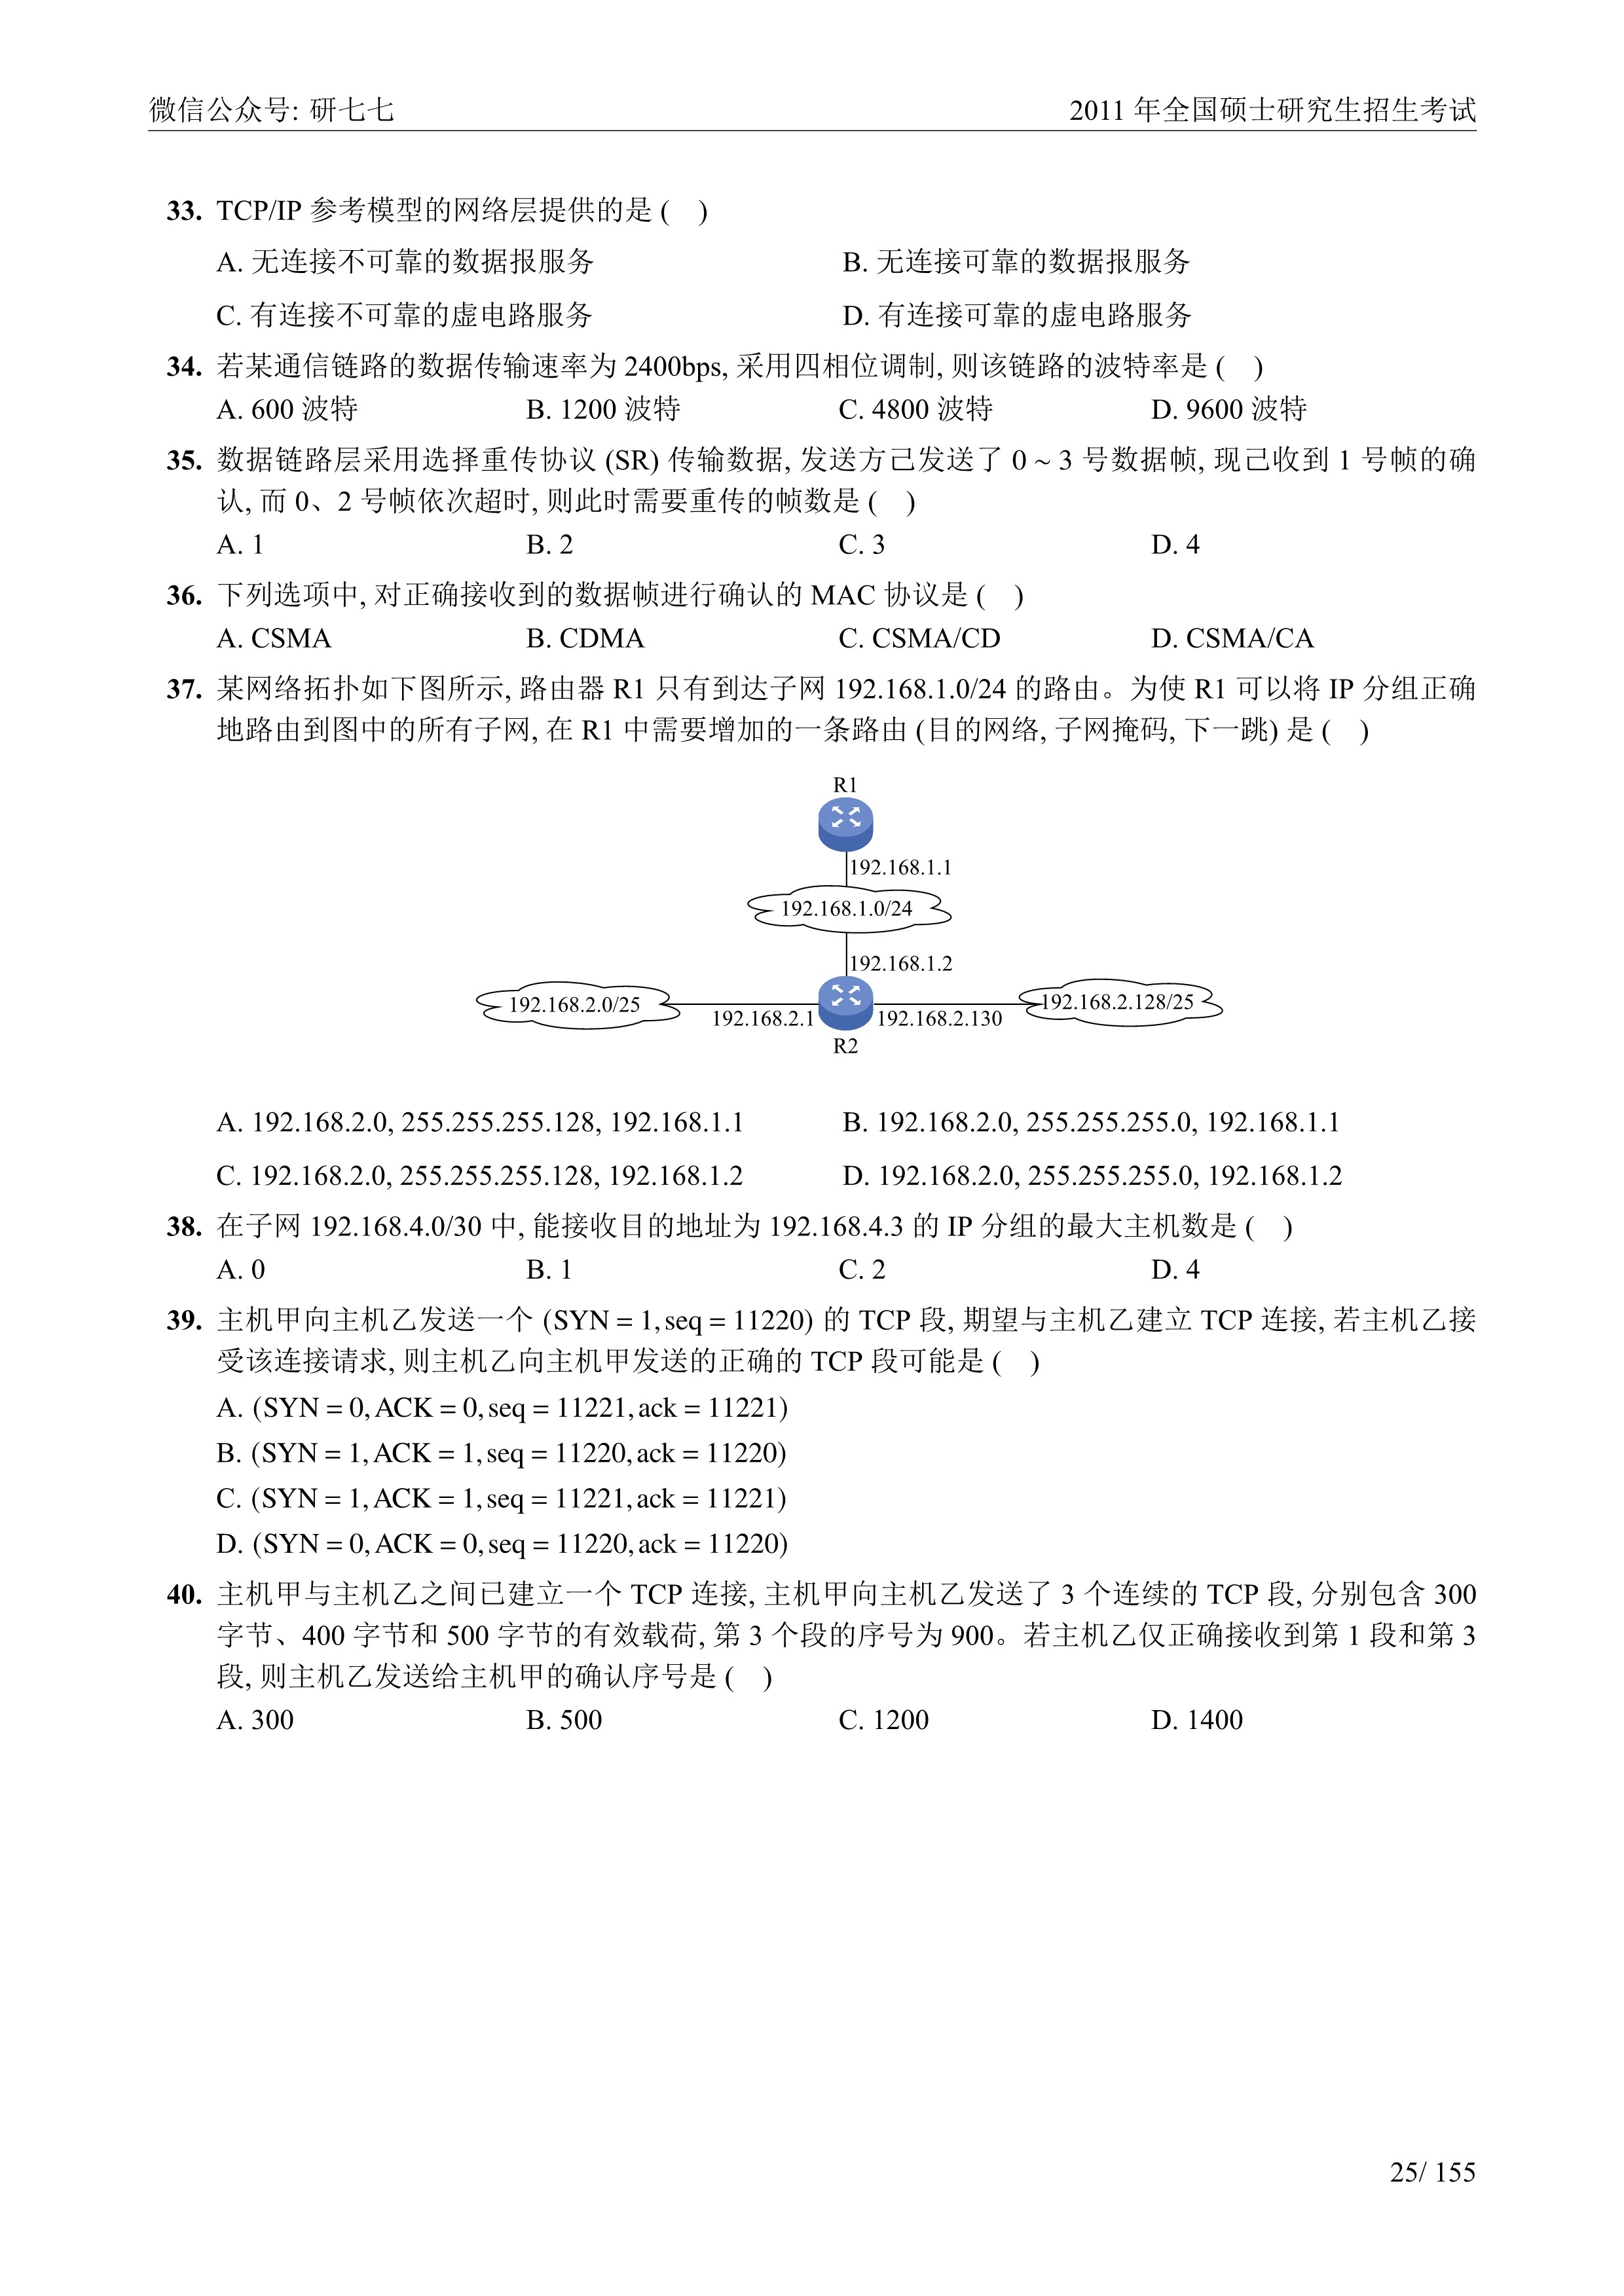 微信公众号: 研七七
2011 年全国硕士研究生招生考试
33. TCP/IP 参考模型的网络层提供的是 ( )
A. 无连接不可靠的数据报服务 B. 无连接可靠的数据报服务
C. 有连接不可靠的虚电路服务 D. 有连接可靠的虚电路服务
34. 若某通信链路的数据传输速率为 2400bps, 采用四相位调制, 则该链路的波特率是 ( )
A. 600 波特 B. 1200 波特 C. 4800 波特 D. 9600 波特
35. 数据链路层采用选择重传协议 (SR) 传输数据, 发送方己发送了 0 ~ 3 号数据帧, 现己收到 1 号帧的确
认, 而 0、2 号帧依次超时, 则此时需要重传的帧数是 ( )
A. 1 B. 2 C. 3 D. 4
36. 下列选项中, 对正确接收到的数据帧进行确认的 MAC 协议是 ( )
A. CSMA B. CDMA C. CSMA/CD D. CSMA/CA
37. 某网络拓扑如下图所示, 路由器 R1 只有到达子网 192.168.1.0/24 的路由。为使 R1 可以将 IP 分组正确
地路由到图中的所有子网, 在 R1 中需要增加的一条路由 (目的网络, 子网掩码, 下一跳) 是 ( )
R1
192.168.1.1
192.168.1.0/24
192.168.1.2
192.168.2.0/25
192.168.2.128/25
192.168.2.1
192.168.2.130
R2
A. 192.168.2.0, 255.255.255.128, 192.168.1.1 B. 192.168.2.0, 255.255.255.0, 192.168.1.1
C. 192.168.2.0, 255.255.255.128, 192.168.1.2 D. 192.168.2.0, 255.255.255.0, 192.168.1.2
38. 在子网 192.168.4.0/30 中, 能接收目的地址为 192.168.4.3 的 IP 分组的最大主机数是 ( )
A. 0 B. 1 C. 2 D. 4
39. 主机甲向主机乙发送一个 (SYN = 1, seq = 11220) 的 TCP 段, 期望与主机乙建立 TCP 连接, 若主机乙接
受该连接请求, 则主机乙向主机甲发送的正确的 TCP 段可能是 ( )
A. (SYN = 0, ACK = 0, seq = 11221, ack = 11221)
B. (SYN = 1, ACK = 1, seq = 11220, ack = 11220)
C. (SYN = 1, ACK = 1, seq = 11221, ack = 11221)
D. (SYN = 0, ACK = 0, seq = 11220, ack = 11220)
40. 主机甲与主机乙之间已建立一个 TCP 连接, 主机甲向主机乙发送了 3 个连续的 TCP 段, 分别包含 300
字节、400 字节和 500 字节的有效载荷, 第 3 个段的序号为 900。若主机乙仅正确接收到第 1 段和第 3
段, 则主机乙发送给主机甲的确认序号是 ( )
A. 300 B. 500 C. 1200 D. 1400
25/ 155